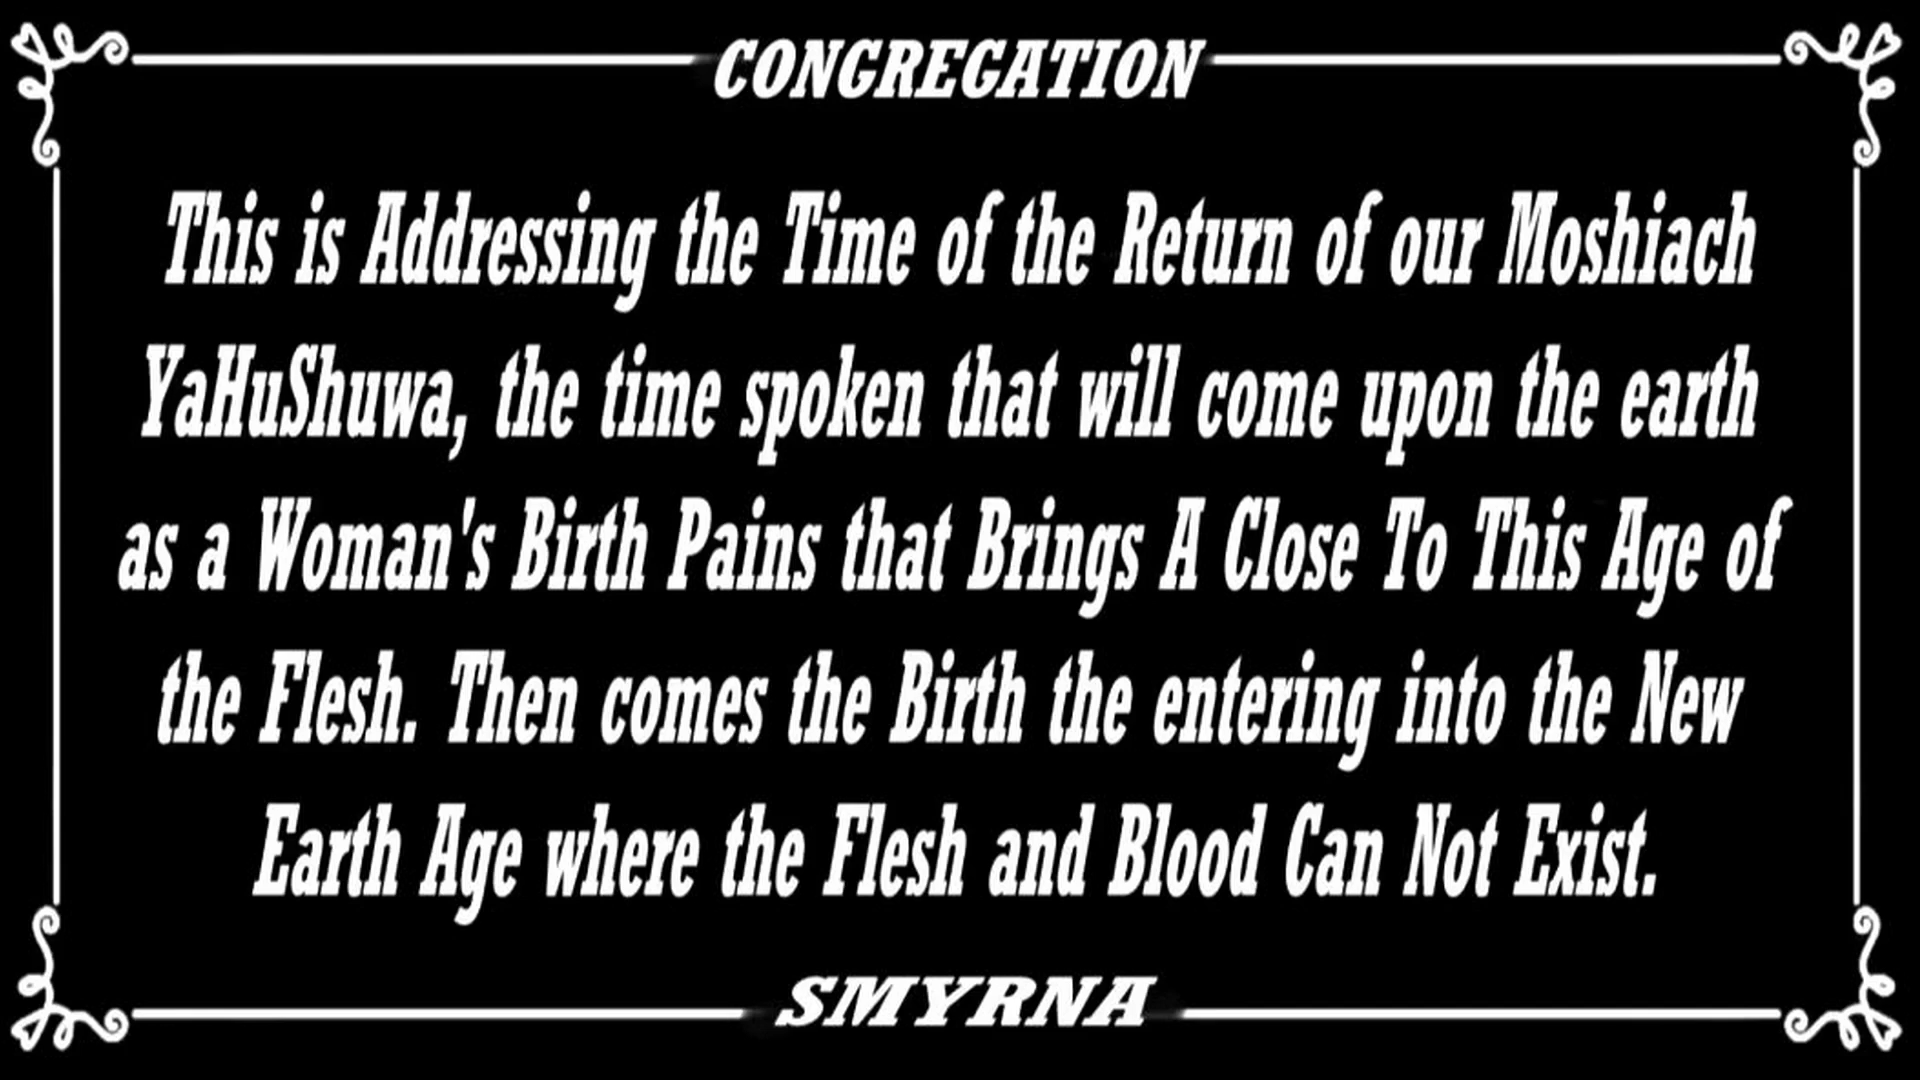 CONGREGATION
This is Addressing the Time of the Return of our Moshiach
YaHuShuwa, the time spoken that will come upon the earth
as a Woman's Birth Pains that Brings A Close To This Age of
the Flesh. Then comes the Birth the entering into the New
Earth Age where the Flesh and Blood Can Not Exist.
SMYRNA